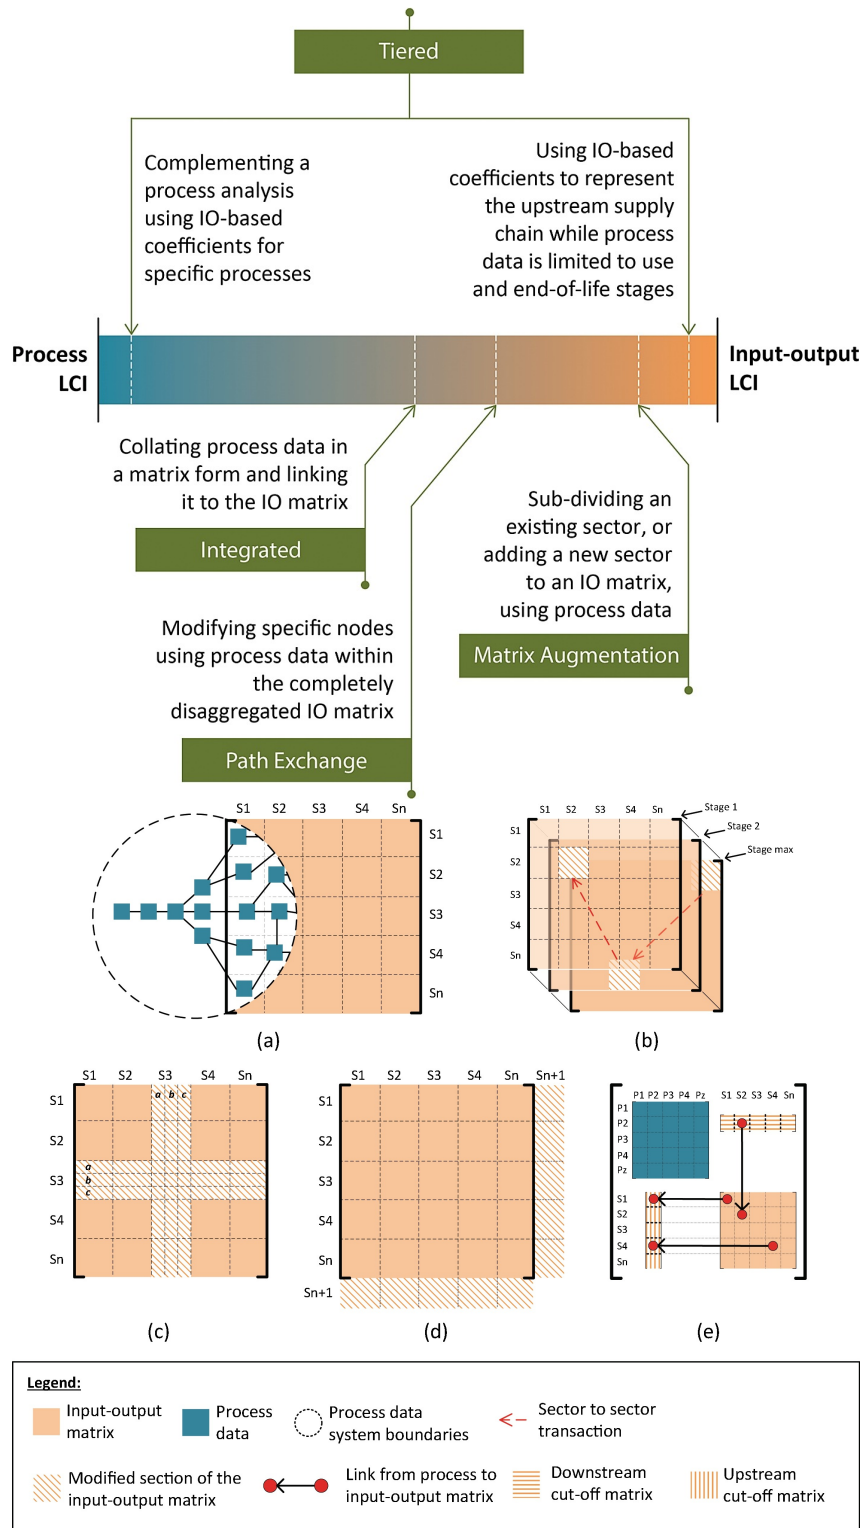 Tiered
Complementing a
process analysis
using IO-based
coefficients for
specific processes
Using IO-based
coefficients to represent
the upstream supply
chain while process
data is limited to use
and end-of-life stages
Process
LCI
Input-output
LCI
Collating process data in
a matrix form and linking
it to the IO matrix
Integrated
Sub-dividing an
existing sector, or
adding a new sector
to an IO matrix,
using process data
Matrix Augmentation
Modifying specific nodes
using process data within
the completely
disaggregated IO matrix
Path Exchange
S1 S2 S3 S4 Sn
S1
S2
S3
S4
Sn
(a)
S1 S2 S3 S4 Sn
Stage 1
Stage 2
Stage max
S1
S2
S3
S4
Sn
(b)
S1 S2 S3 S4 Sn
a b c
S1
S2
a
S3 b
c
S4
Sn
(c)
S1 S2 S3 S4 Sn Sn+1
S1
S2
S3
S4
Sn
Sn+1
(d)
P1 P2 P3 P4 Pz S1 S2 S3 S4 Sn
P1
P2
P3
P4
Pz
S1
S2
S3
S4
Sn
(e)
Legend:
Input-output
matrix
Process
data
Process data
system boundaries
Sector to sector
transaction
Modified section of the
input-output matrix
Link from process to
input-output matrix
Downstream
cut-off matrix
Upstream
cut-off matrix